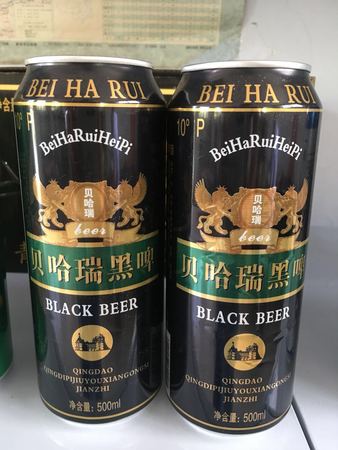 BEI HA RUI
10° P
BeiHaRuiHeiPi
贝哈瑞
beer
贝哈瑞黑啤
BLACK BEER
QINGDAO
QINGDIPIJIUYOUXIANGONGSI
JIANZHI
净含量: 500ml
BEI HA RUI
10° P
BeiHaRuiHeiPi
贝哈瑞
beer
贝哈瑞黑啤
BLACK BEER
QINGDAO
QINGDIPIJIUYOUXIANGONGSI
JIANZHI
净含量: 500ml